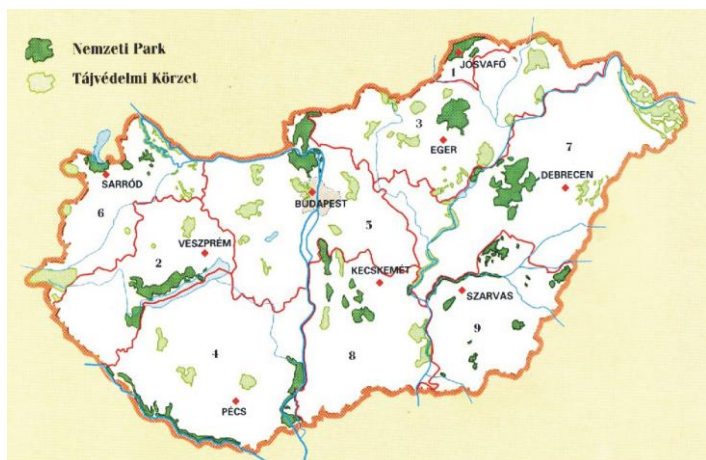 Nemzeti Park
Tájvédelmi Körzet
1
JÓSVAFŐ
3
EGER
7
DEBRECEN
SARRÓD
6
BUDAPEST
5
VESZPRÉM
2
KECSKEMÉT
SZARVAS
9
4
8
PÉCS